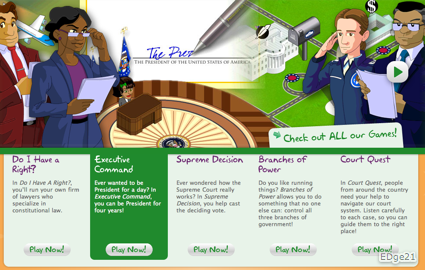 The Pres
THE PRESIDENT OF THE UNITED STATES OF AMERICA
$
Check out ALL our Games!
Do I Have a
Right?
In Do I Have A Right?,
you'll run your own firm
of lawyers who
specialize in
constitutional law.
Play Now!
Executive
Command
Ever wanted to be
President for a day? In
Executive Command,
you can be President for
four years!
Play Now!
Supreme Decision
Ever wondered how the
Supreme Court really
works? In Supreme
Decision, you help cast
the deciding vote.
Play Now!
Branches of
Power
Do you like running
things? Branches of
Power allows you to do
something that no one
else can: control all
three branches of
government!
Play Now!
Court Quest
In Court Quest, people
from around the country
need your help to
navigate our court
system. Listen carefully
to each case, so you can
guide them to the right
place!
Play Now!
EDge21